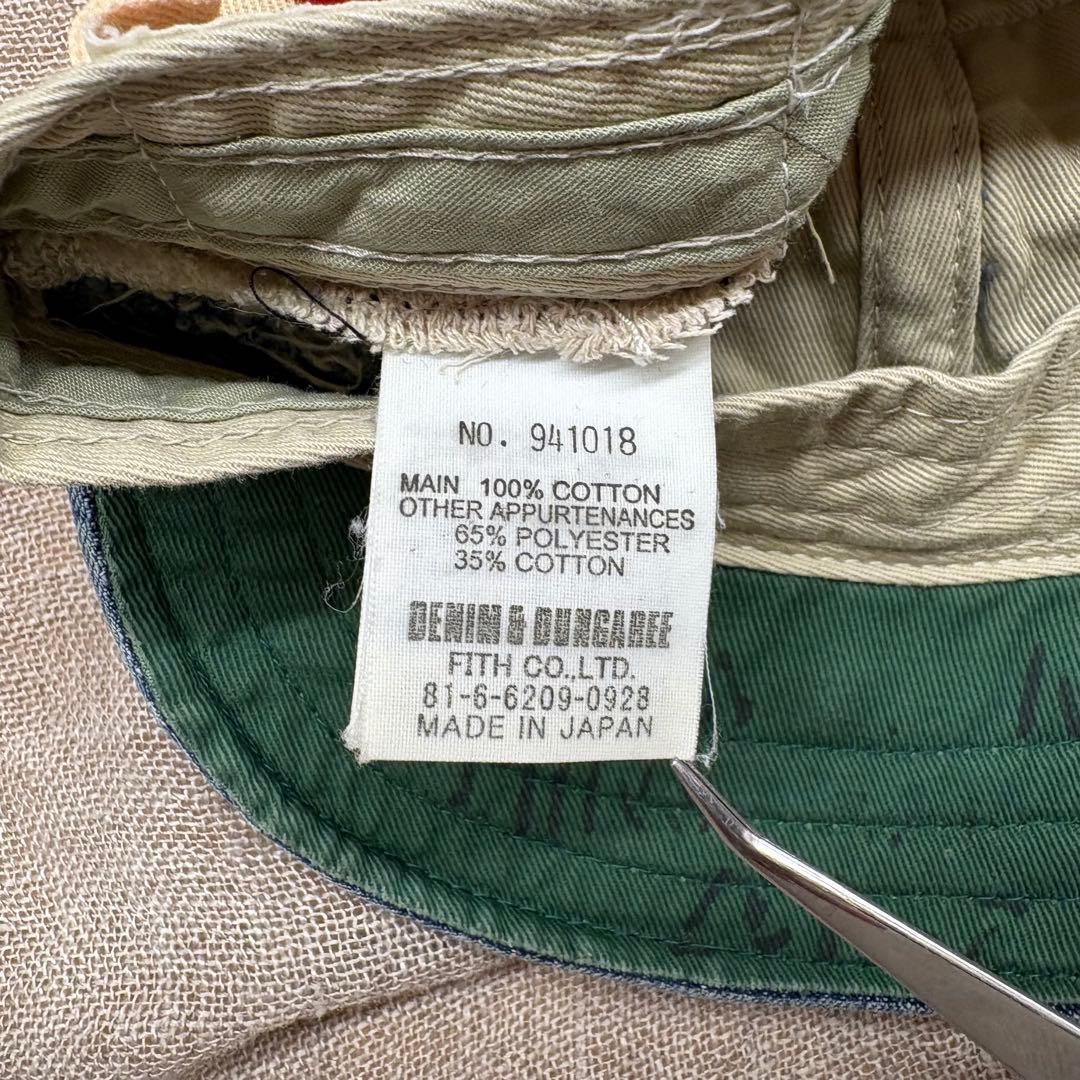 NO. 941018
MAIN 100% COTTON
OTHER APPURTENANCES
65% POLYESTER
35% COTTON
DENIM & DUNGAREE
FITH CO.,LTD.
81-6-6209-0928
MADE IN JAPAN